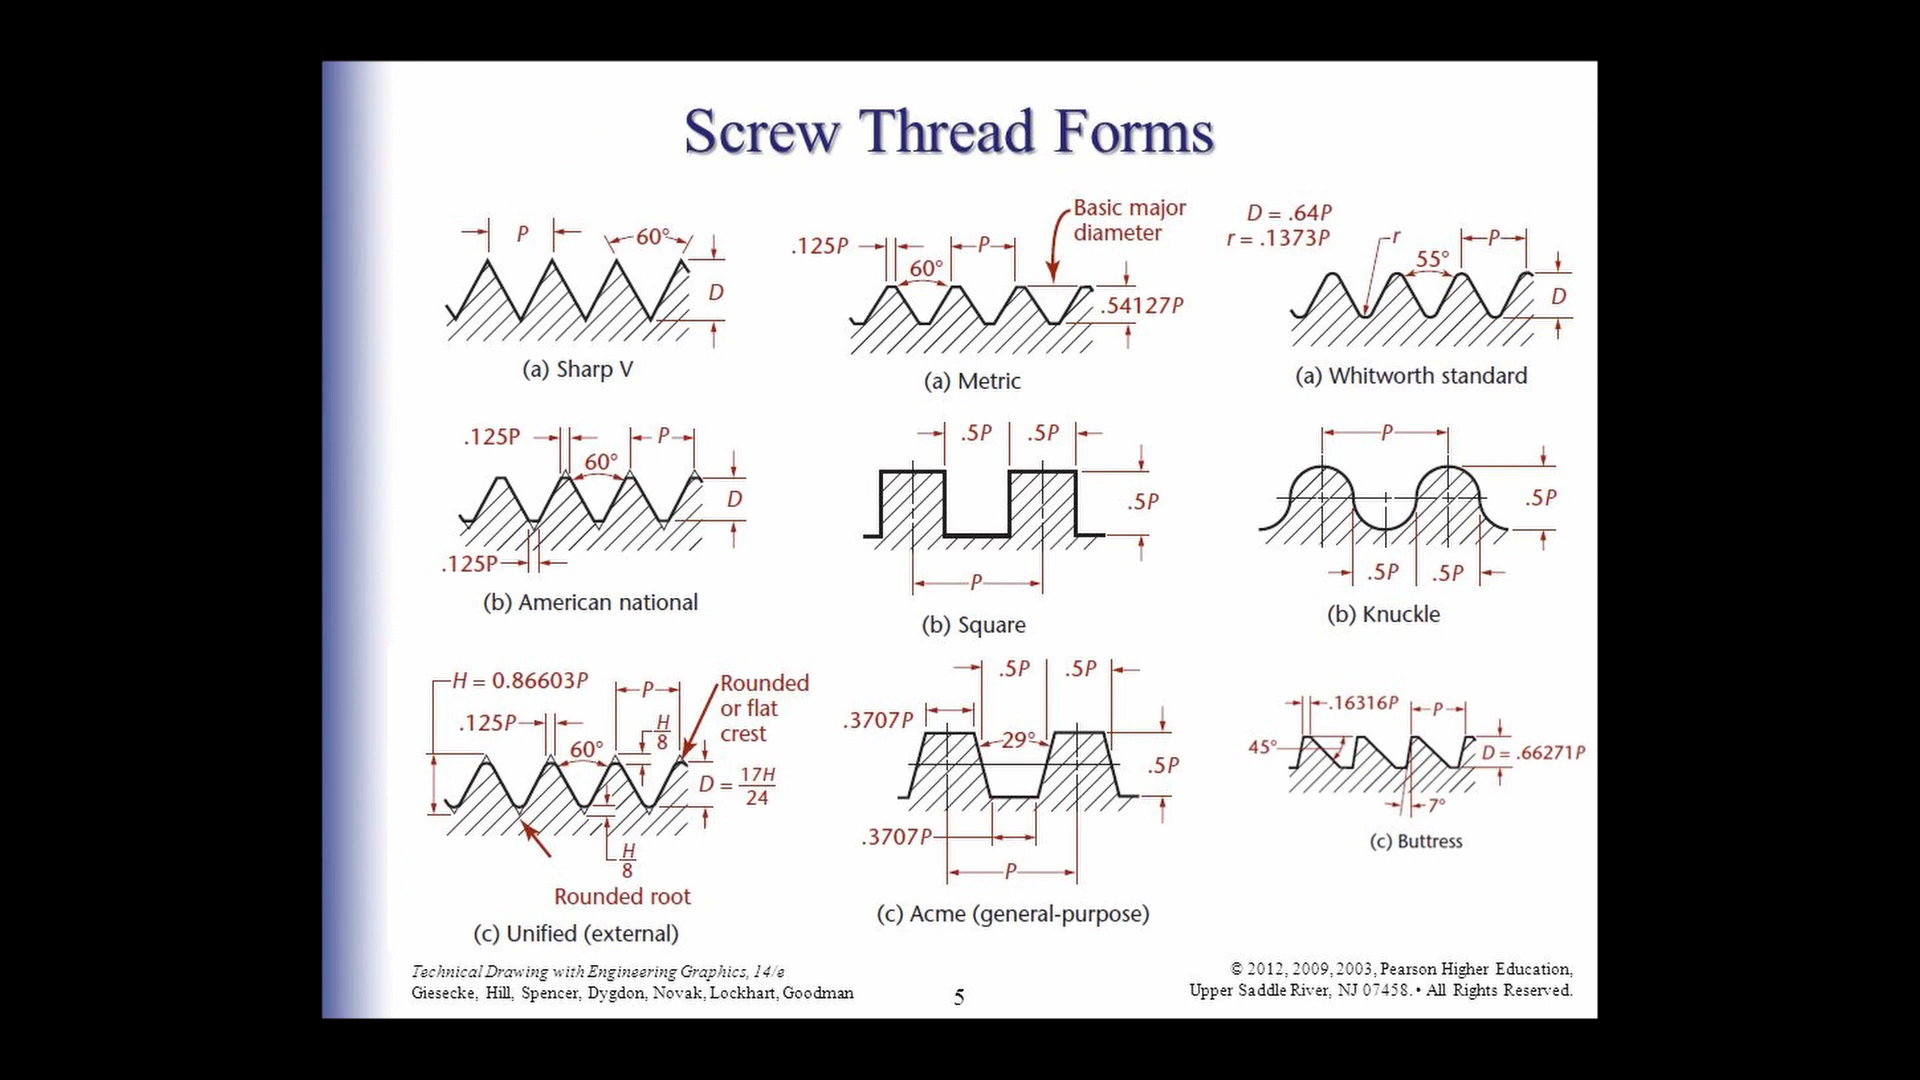 Screw Thread Forms
P
60°
D
(a) Sharp V
.125P
P
60°
Basic major
diameter
.54127P
(a) Metric
D = .64P
r = .1373P
r
55°
P
D
(a) Whitworth standard
.125P
P
60°
D
.125P
(b) American national
.5P .5P
.5P
P
(b) Square
P
.5P
.5P .5P
(b) Knuckle
H = 0.86603P
P
Rounded
or flat
crest
.125P
H
8
60°
D = 17H
24
H
8
Rounded root
(c) Unified (external)
.5P .5P
.3707P
29°
.5P
.3707P
P
(c) Acme (general-purpose)
.16316P
P
45°
D = .66271P
7°
(c) Buttress
Technical Drawing with Engineering Graphics, 14/e
Giesecke, Hill, Spencer, Dygdon, Novak, Lockhart, Goodman
5
© 2012, 2009, 2003, Pearson Higher Education,
Upper Saddle River, NJ 07458. • All Rights Reserved.